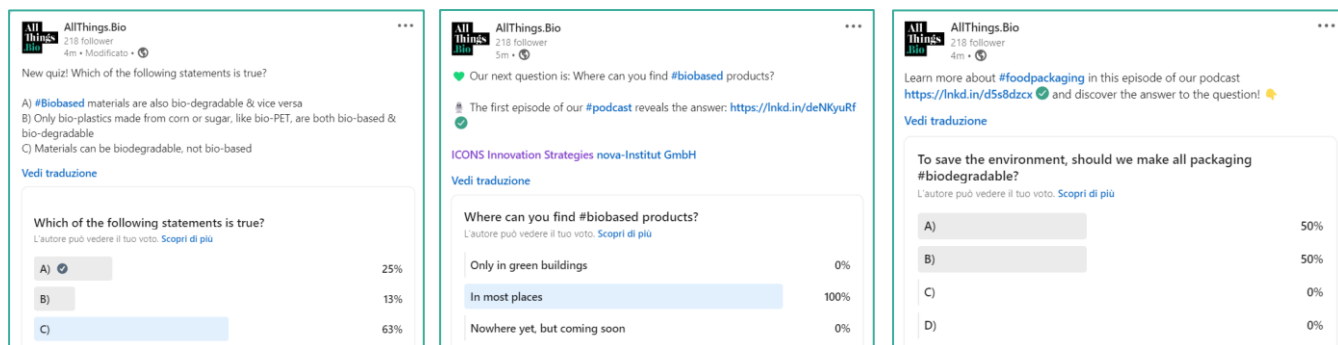 All Things .Bio
AllThings.Bio
218 follower
4m • Modificato •
New quiz! Which of the following statements is true?
A) #Biobased materials are also bio-degradable & vice versa
B) Only bio-plastics made from corn or sugar, like bio-PET, are both bio-based &
bio-degradable
C) Materials can be biodegradable, not bio-based
Vedi traduzione
Which of the following statements is true?
L'autore può vedere il tuo voto. Scopri di più
A) 25%
B) 13%
C) 63%
All Things .Bio
AllThings.Bio
218 follower
5m •
Our next question is: Where can you find #biobased products?
The first episode of our #podcast reveals the answer: https://lnkd.in/deNKyuRf
ICONS Innovation Strategies nova-Institut GmbH
Vedi traduzione
Where can you find #biobased products?
L'autore può vedere il tuo voto. Scopri di più
Only in green buildings 0%
In most places 100%
Nowhere yet, but coming soon 0%
All Things .Bio
AllThings.Bio
218 follower
4m •
Learn more about #foodpackaging in this episode of our podcast
https://lnkd.in/d5s8dzcx and discover the answer to the question!
Vedi traduzione
To save the environment, should we make all packaging
#biodegradable?
L'autore può vedere il tuo voto. Scopri di più
A) 50%
B) 50%
C) 0%
D) 0%